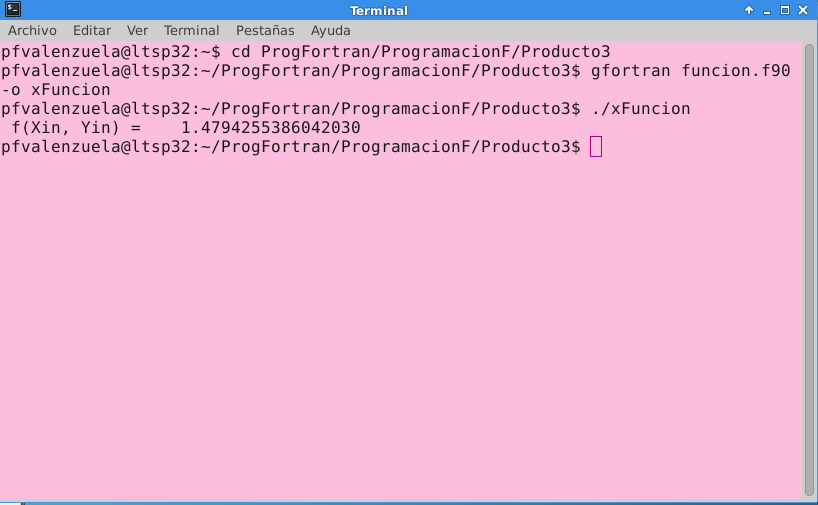 Terminal
Archivo Editar Ver Terminal Pestañas Ayuda
pfvalenzuela@ltsp32:~$ cd ProgFortran/ProgramacionF/Producto3
pfvalenzuela@ltsp32:~/ProgFortran/ProgramacionF/Producto3$ gfortran funcion.f90
-o xFuncion
pfvalenzuela@ltsp32:~/ProgFortran/ProgramacionF/Producto3$ ./xFuncion
f(Xin, Yin) = 1.4794255386042030
pfvalenzuela@ltsp32:~/ProgFortran/ProgramacionF/Producto3$